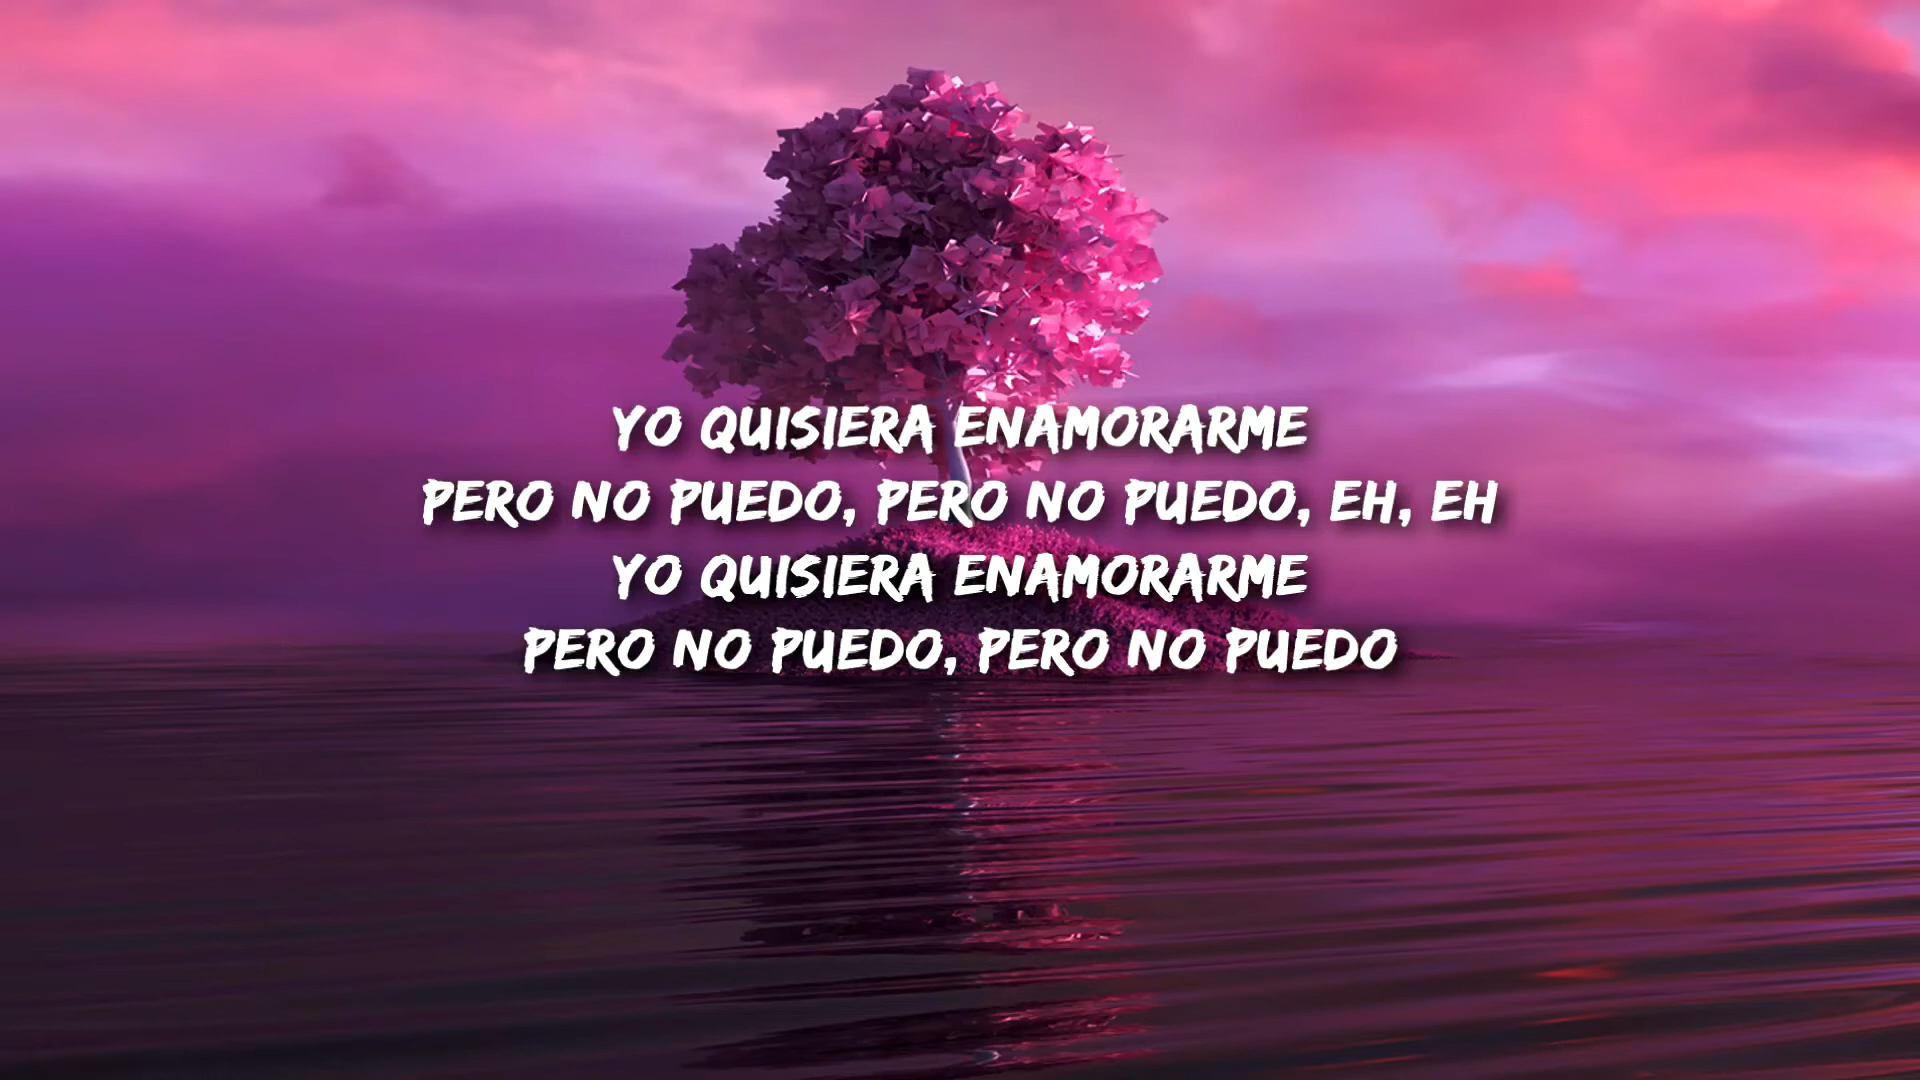 YO QUISIERA ENAMORARME
PERO NO PUEDO, PERO NO PUEDO, EH, EH
YO QUISIERA ENAMORARME
PERO NO PUEDO, PERO NO PUEDO